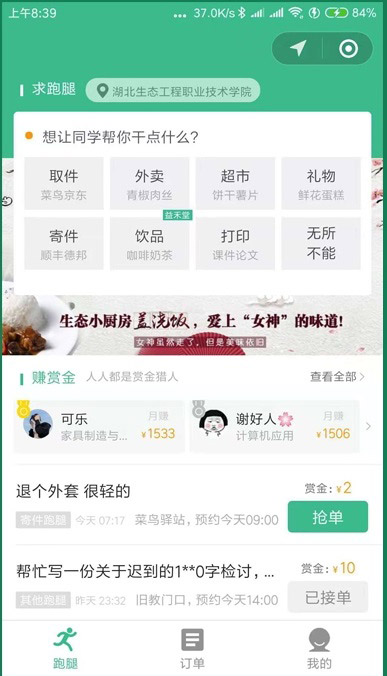 上午8:39
... 37.0K/s 84%
求跑腿 湖北生态工程职业技术学院
想让同学帮你干点什么?
取件 外卖 超市 礼物
菜鸟京东 青椒肉丝 饼干薯片 鲜花蛋糕
益禾堂
寄件 饮品 打印 无所
不能
顺丰德邦 咖啡奶茶 课件论文
生态小厨房盖浇饭，爱上“女神”的味道!
女神虽然走了，但是美味依旧
赚赏金 人人都是赏金猎人 查看全部
可乐 月赚
家具制造与... ¥1533
谢好人🌸 月赚
计算机应用 ¥1506
退个外套 很轻的 赏金: ¥2
寄件跑腿 今天 07:17 菜鸟驿站, 预约今天09:00 抢单
帮忙写一份关于迟到的1**0字检讨, ... 赏金: ¥10
其他跑腿 昨天 23:32 旧教门口, 预约今天14:00 已接单
跑腿 订单 我的